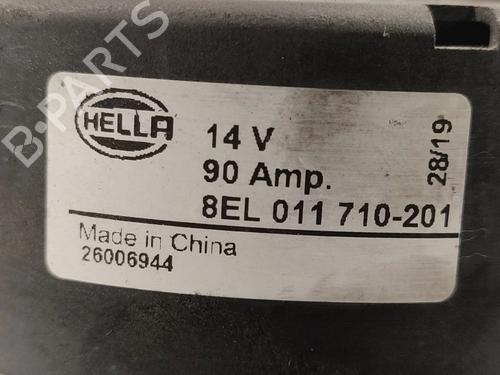 B-PARTS
HELLA
14 V
90 Amp.
8EL 011 710-201
28/19
Made in China
26006944